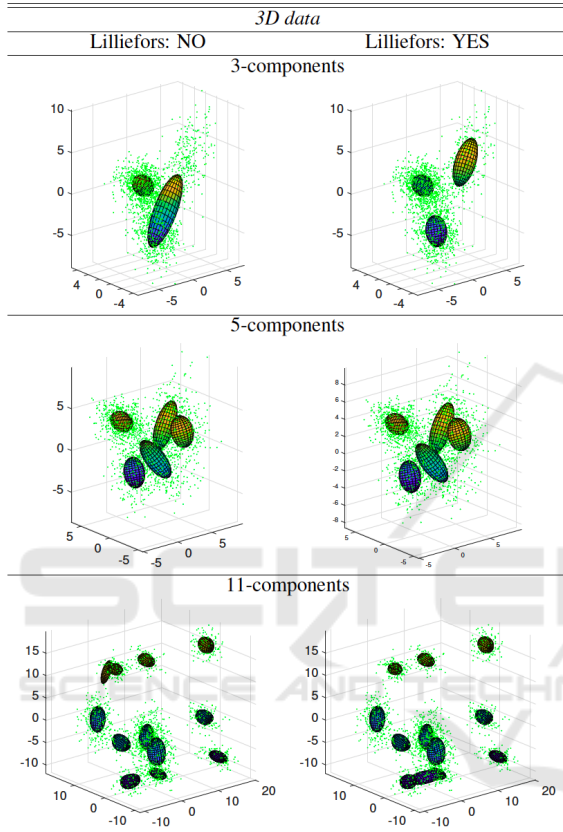 3D data
Lilliefors: NO Lilliefors: YES
3-components
10 10
5 5
0 0
-5 -5
4 0 -4 -5 0 5 4 0 -4 -5 0 5
5-components
5 8
0 6
-5 4
2
0
-2
-4
-6
-8
5 0 -5 -5 0 5 5 0 -5 -5 0 5
SCITE
11-components
15 15
10 10
5 5
0 0
-5 -5
-10 -10
10 0 -10 -10 0 10 20 10 0 -10 -10 0 10 20
SCIENCE AND TECHN